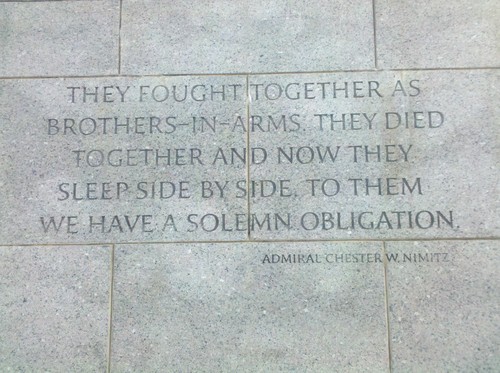 THEY FOUGHT TOGETHER AS
BROTHERS-IN-ARMS. THEY DIED
TOGETHER AND NOW THEY
SLEEP SIDE BY SIDE. TO THEM
WE HAVE A SOLEMN OBLIGATION.
ADMIRAL CHESTER W. NIMITZ